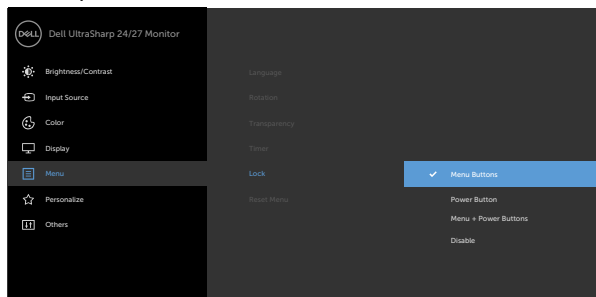 DELL
Dell UltraSharp 24/27 Monitor
Brightness/Contrast
Input Source
Color
Display
Menu
Personalize
Others
Language
Rotation
Transparency
Timer
Lock
Reset Menu
Menu Buttons
Power Button
Menu + Power Buttons
Disable